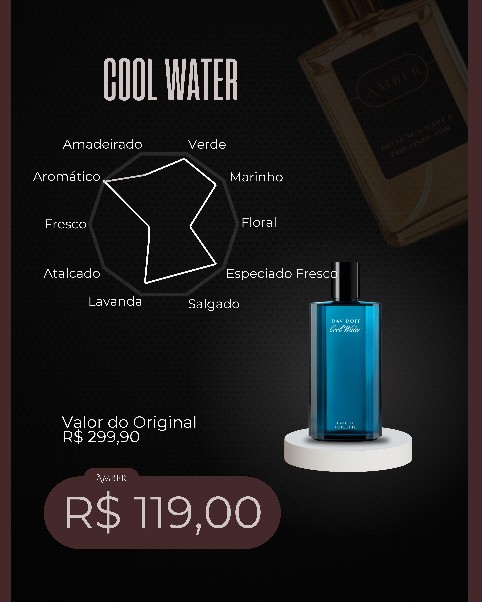 COOL WATER
AMBER
Amadeirado
Verde
Aromático
Marinho
Fresco
Floral
Atalcado
Especiado Fresco
Lavanda
Salgado
DAVIDOFF
Cool Water
Valor do Original
R$ 299,90
R$ 119,00